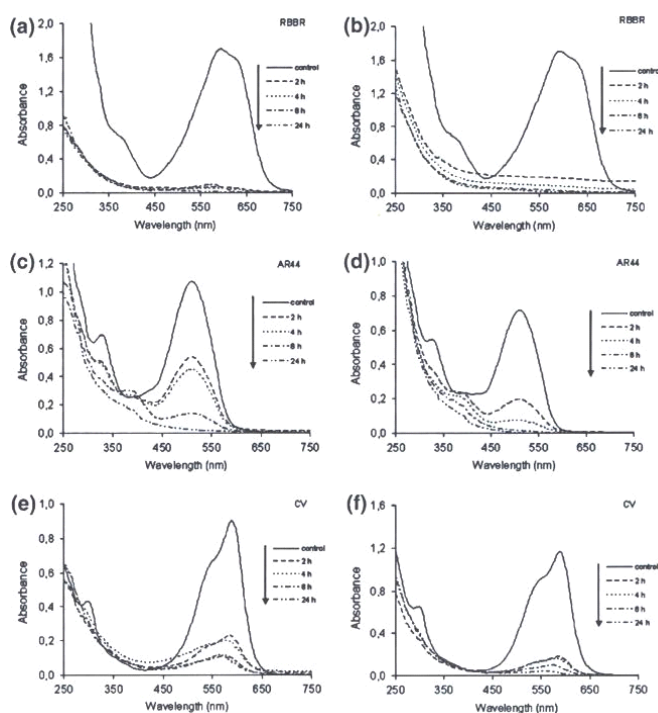 (a)
RBBR
2,0
1,6
1,2
0,8
0,4
0,0
Absorbance
control
2 h
4 h
8 h
24 h
250 350 450 550 650 750
Wavelength (nm)
(b)
RBBR
2,0
1,6
1,2
0,8
0,4
0,0
Absorbance
control
2 h
4 h
8 h
24 h
250 350 450 550 650 750
Wavelength (nm)
(c)
AR44
1,2
1,0
0,8
0,6
0,4
0,2
0,0
Absorbance
control
2 h
4 h
8 h
24 h
250 350 450 550 650 750
Wavelength (nm)
(d)
AR44
1,0
0,8
0,6
0,4
0,2
0,0
Absorbance
control
2 h
4 h
8 h
24 h
250 350 450 550 650 750
Wavelength (nm)
(e)
CV
1,0
0,8
0,6
0,4
0,2
0,0
Absorbance
control
2 h
4 h
8 h
24 h
250 350 450 550 650 750
Wavelength (nm)
(f)
CV
1,6
1,2
0,8
0,4
0,0
Absorbance
control
2 h
4 h
8 h
24 h
250 350 450 550 650 750
Wavelength (nm)